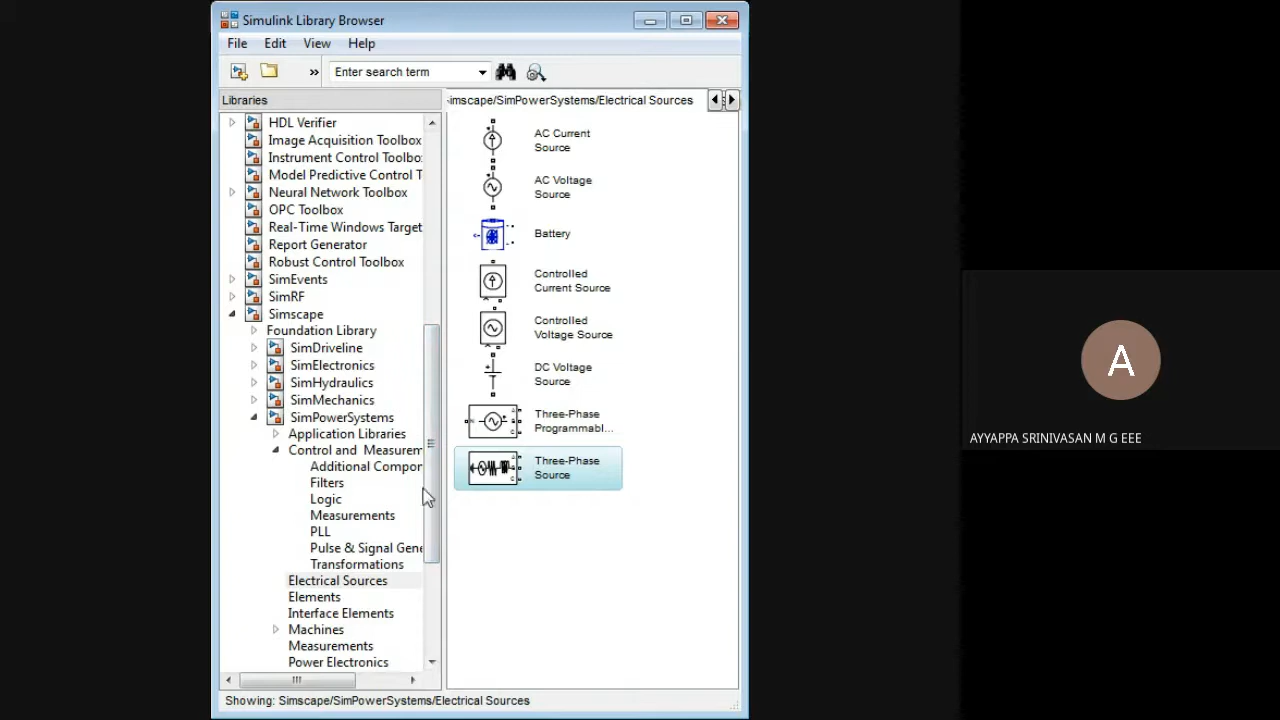 Simulink Library Browser
File Edit View Help
» Enter search term
Libraries
imscape/SimPowerSystems/Electrical Sources
HDL Verifier
Image Acquisition Toolbox
Instrument Control Toolbo
Model Predictive Control T
Neural Network Toolbox
OPC Toolbox
Real-Time Windows Target
Report Generator
Robust Control Toolbox
SimEvents
SimRF
Simscape
Foundation Library
SimDriveline
SimElectronics
SimHydraulics
SimMechanics
SimPowerSystems
Application Libraries
Control and Measurem
Additional Compor
Filters
Logic
Measurements
PLL
Pulse & Signal Gene
Transformations
Electrical Sources
Elements
Interface Elements
Machines
Measurements
Power Electronics
AC Current
Source
AC Voltage
Source
Battery
Controlled
Current Source
Controlled
Voltage Source
DC Voltage
Source
Three-Phase
Programmabl...
Three-Phase
Source
Showing: Simscape/SimPowerSystems/Electrical Sources
A
AYYAPPA SRINIVASAN M G EEE